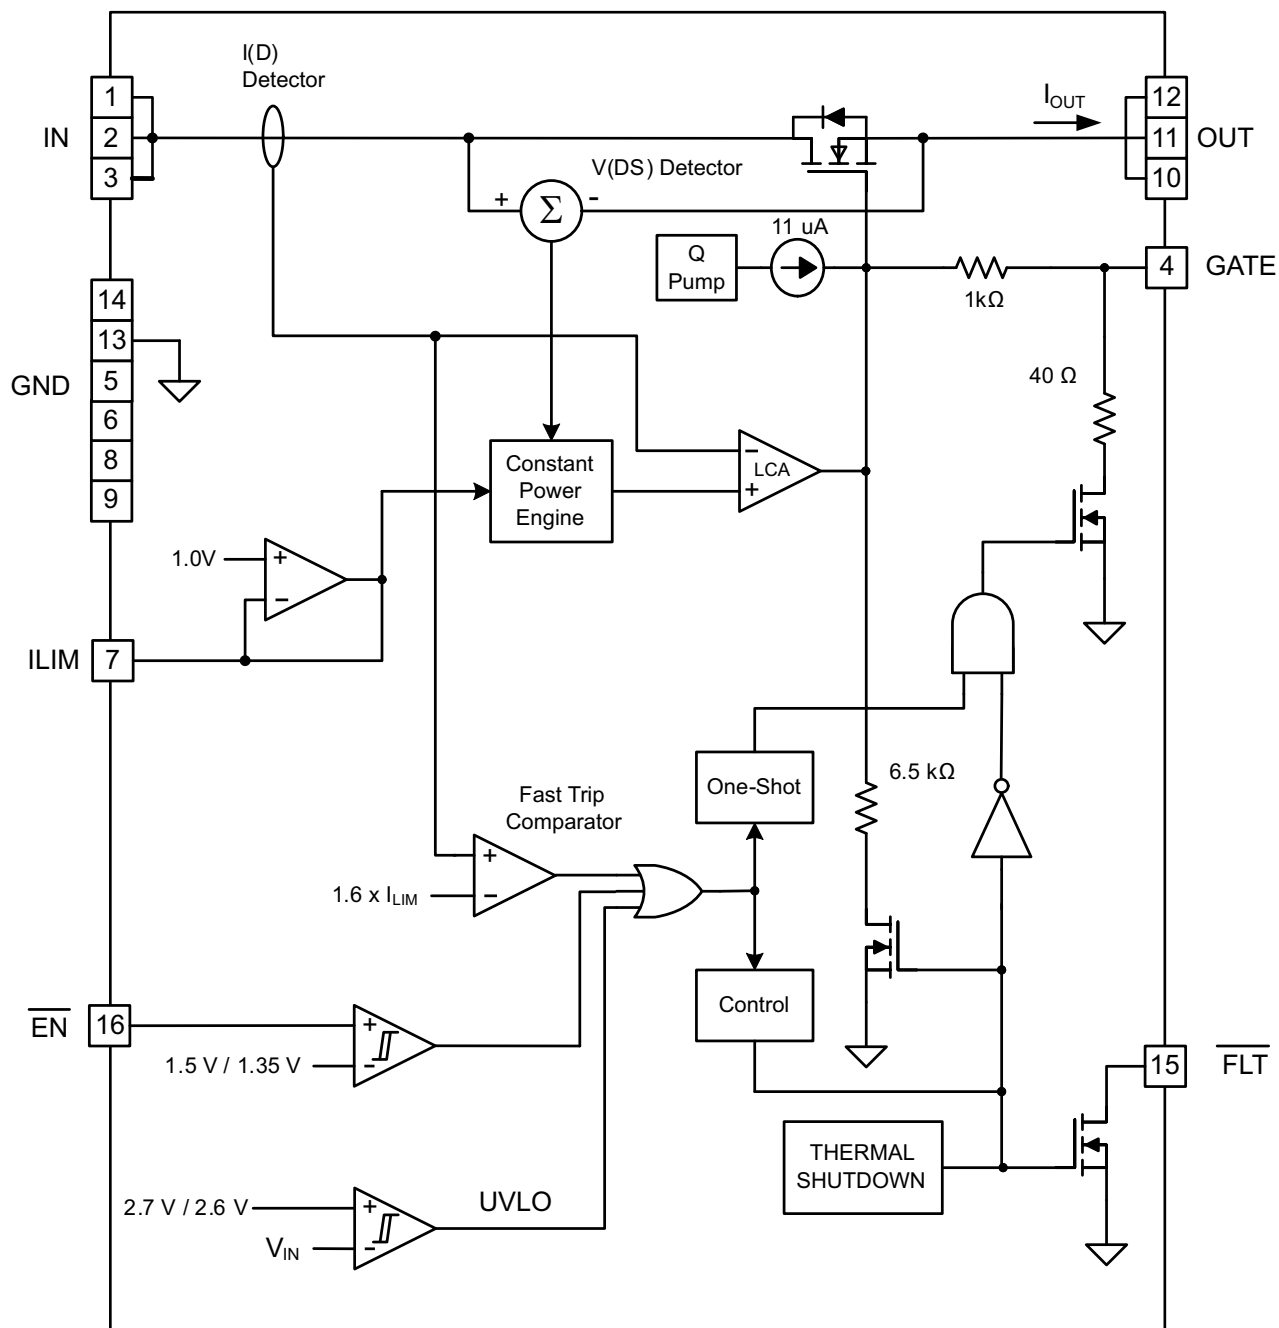 I(D)
Detector
1
2
3
IN
IOUT
12
11
10
OUT
V(DS) Detector
+
Σ
-
11 uA
Q
Pump
1kΩ
4
GATE
14
13
5
6
8
9
GND
40 Ω
Constant
Power
Engine
−
LCA
+
1.0V
+
−
ILIM
7
One-Shot
6.5 kΩ
Fast Trip
Comparator
+
−
1.6 x ILIM
Control
EN
16
+
-
1.5 V / 1.35 V
15
FLT
THERMAL
SHUTDOWN
2.7 V / 2.6 V
+
-
UVLO
VIN